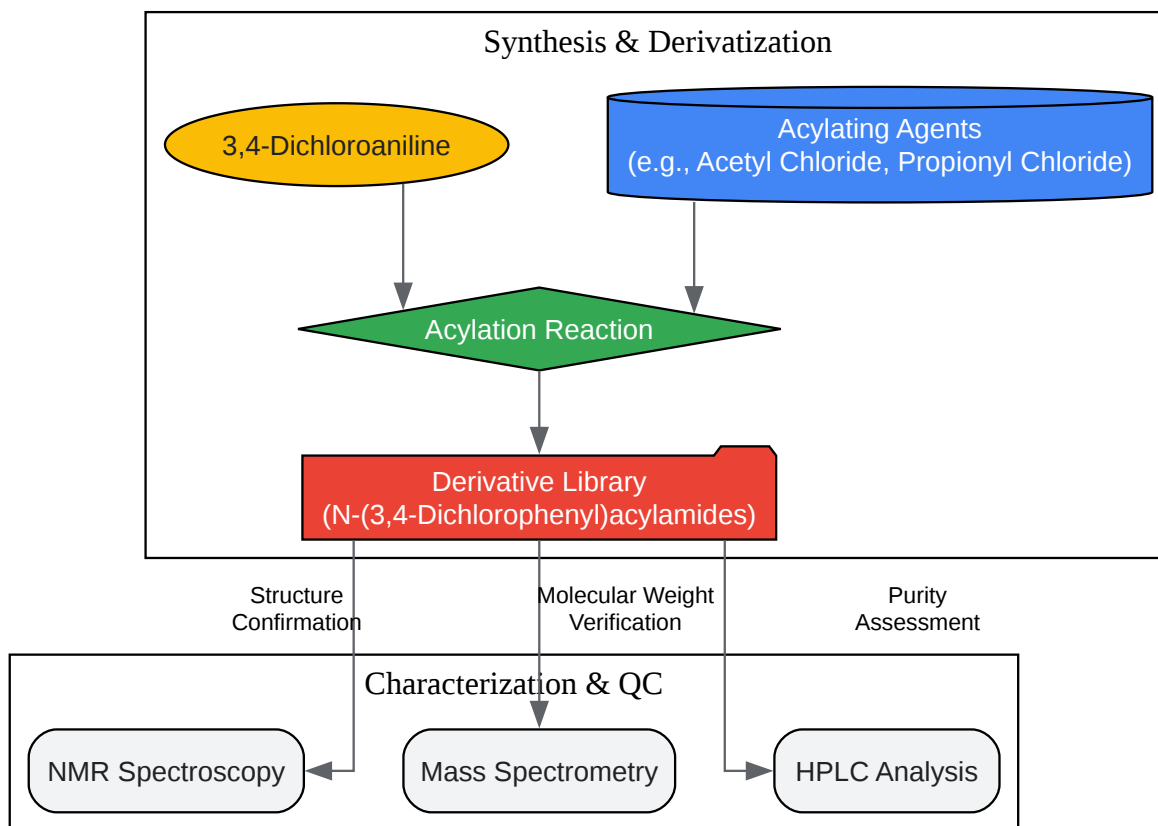 Synthesis & Derivatization
3,4-Dichloroaniline
Acylating Agents
(e.g., Acetyl Chloride, Propionyl Chloride)
Acylation Reaction
Derivative Library
(N-(3,4-Dichlorophenyl)acylamides)
Structure
Confirmation
Molecular Weight
Verification
Purity
Assessment
Characterization & QC
NMR Spectroscopy
Mass Spectrometry
HPLC Analysis